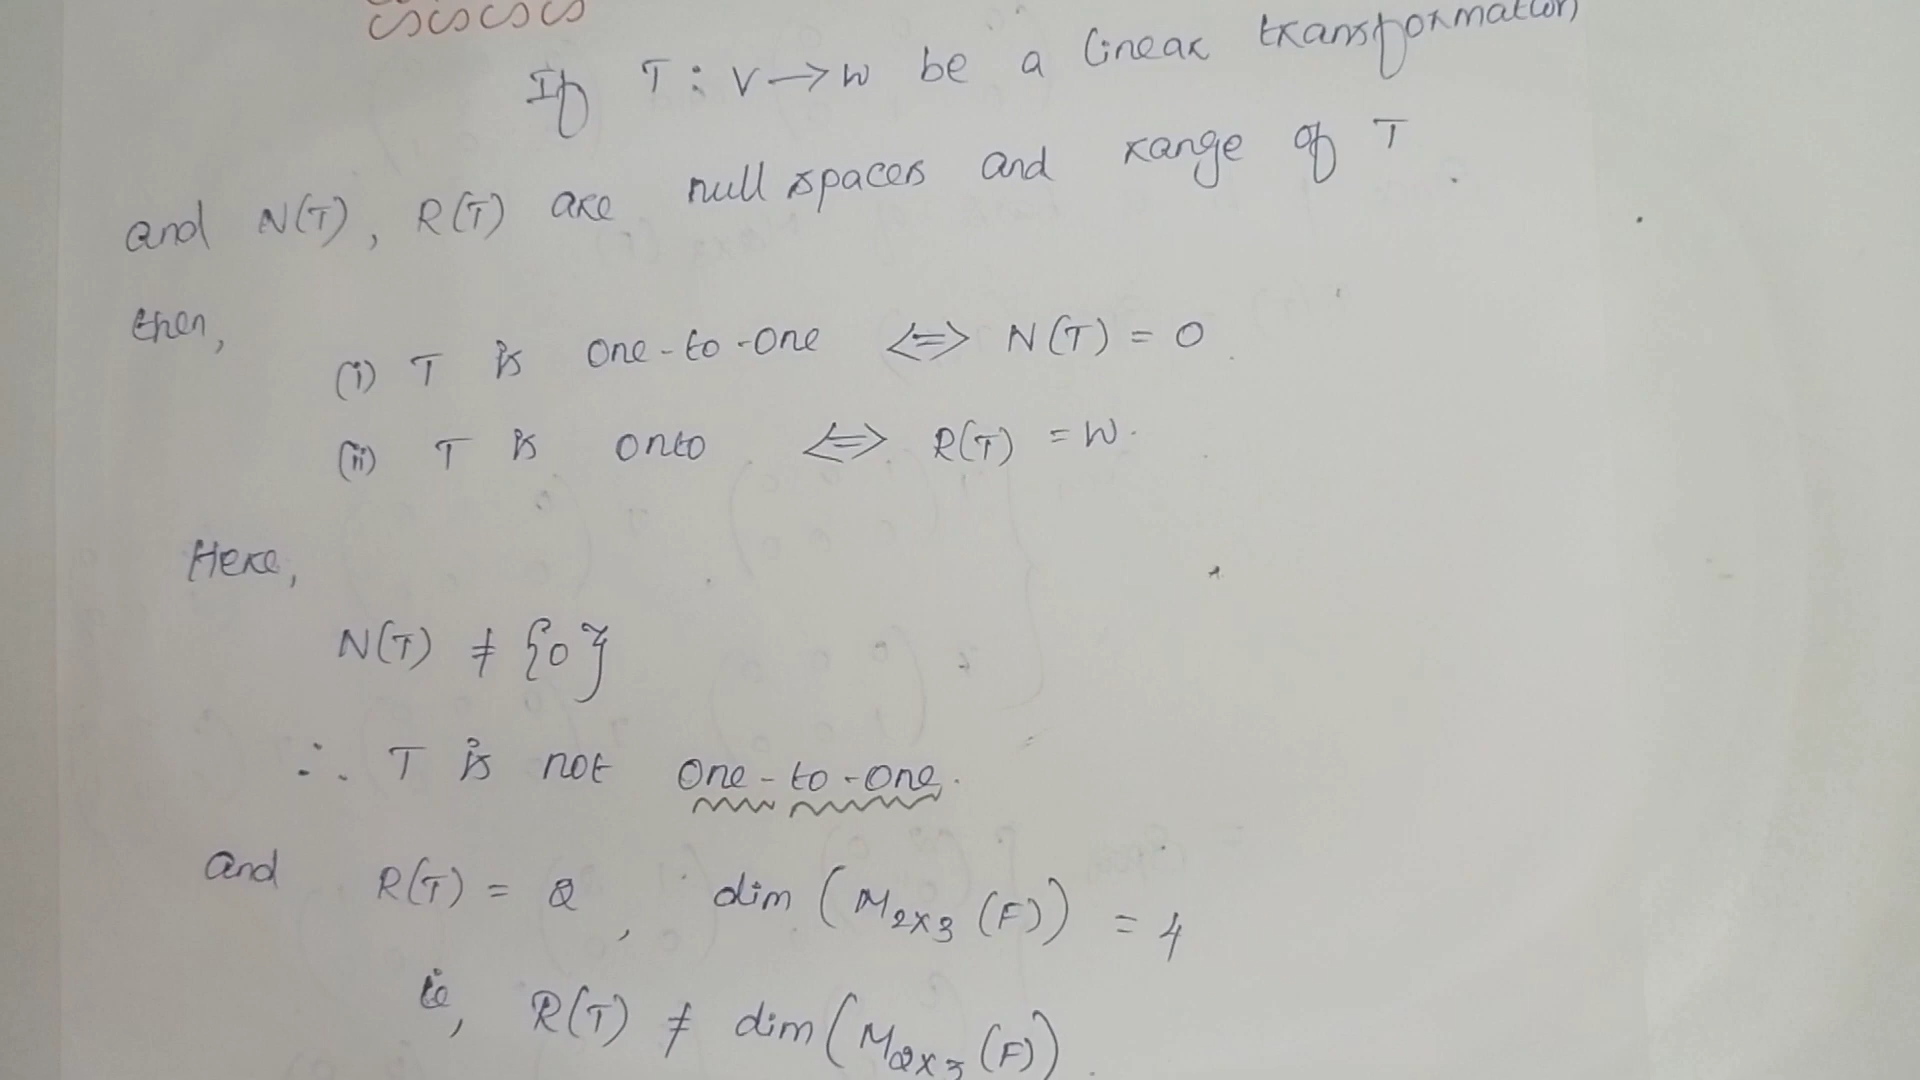 If T : V → W be a linear transformation
and N(T), R(T) are null spaces and range of T
then,
(i) T is one-to-one <=> N(T) = 0
(ii) T is onto <=> R(T) = W.
Here,
N(T) ≠ {0}
∴ T is not one-to-one.
and R(T) = 2, dim (M₂ₓ₃ (F)) = 4
ie, R(T) ≠ dim (M₂ₓ₃ (F)).